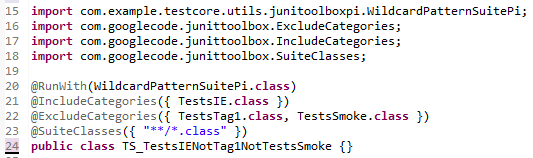 15 import com.example.testcore.utils.junitoolboxpi.WildcardPatternSuitePi;
16 import com.googlecode.junittoolbox.ExcludeCategories;
17 import com.googlecode.junittoolbox.IncludeCategories;
18 import com.googlecode.junittoolbox.SuiteClasses;
19
20 @RunWith(WildcardPatternSuitePi.class)
21 @IncludeCategories({ TestsIE.class })
22 @ExcludeCategories({ TestsTag1.class, TestsSmoke.class })
23 @SuiteClasses({ "**/*.class" })
24 public class TS_TestsIENotTag1NotTestsSmoke {}